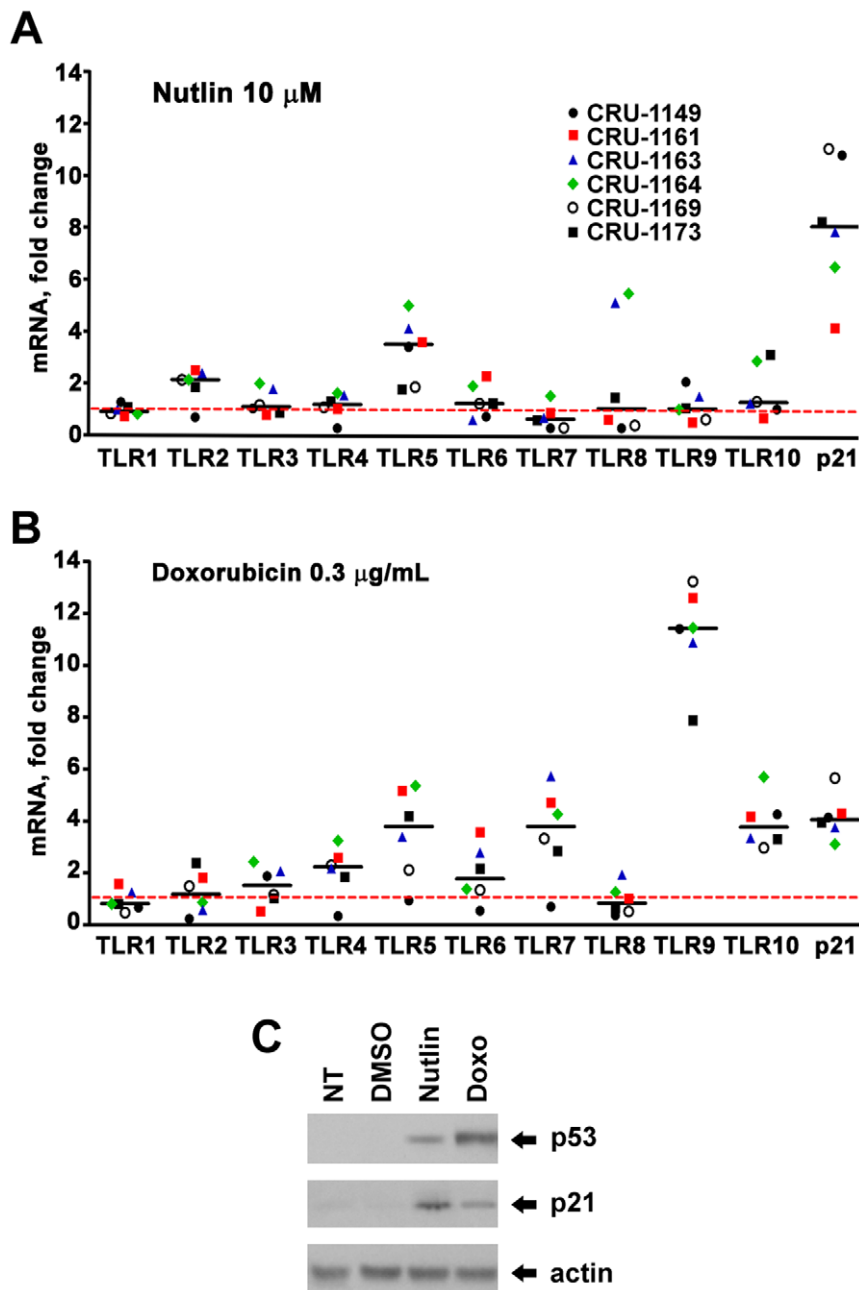 A
14
12
10
8
6
4
2
0
mRNA, fold change
Nutlin 10 µM
CRU-1149
CRU-1161
CRU-1163
CRU-1164
CRU-1169
CRU-1173
TLR1 TLR2 TLR3 TLR4 TLR5 TLR6 TLR7 TLR8 TLR9 TLR10 p21
B
14
12
10
8
6
4
2
0
mRNA, fold change
Doxorubicin 0.3 µg/mL
TLR1 TLR2 TLR3 TLR4 TLR5 TLR6 TLR7 TLR8 TLR9 TLR10 p21
C
NT DMSO Nutlin Doxo
p53
p21
actin